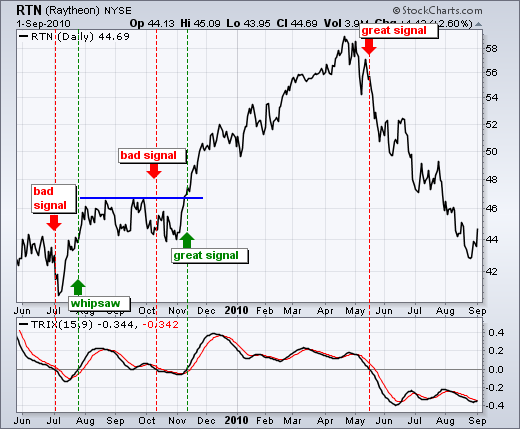 RTN (Raytheon) NYSE
© StockCharts.com
1-Sep-2010
Op 44.13 Hi 45.09 Lo 43.95 Cl 44.69 Vol 3.9
+2.60%)
RTN (Daily) 44.69
great signal
bad signal
bad
signal
great signal
whipsaw
58
56
54
52
50
48
46
44
42
Jun Jul Aug Sep Oct Nov Dec 2010 Feb Mar Apr May Jun Jul Aug Sep
TRIX(15,9) -0.344, -0.342
0.4
0.2
0.0
-0.2
-0.4
Jun Jul Aug Sep Oct Nov Dec 2010 Feb Mar Apr May Jun Jul Aug Sep